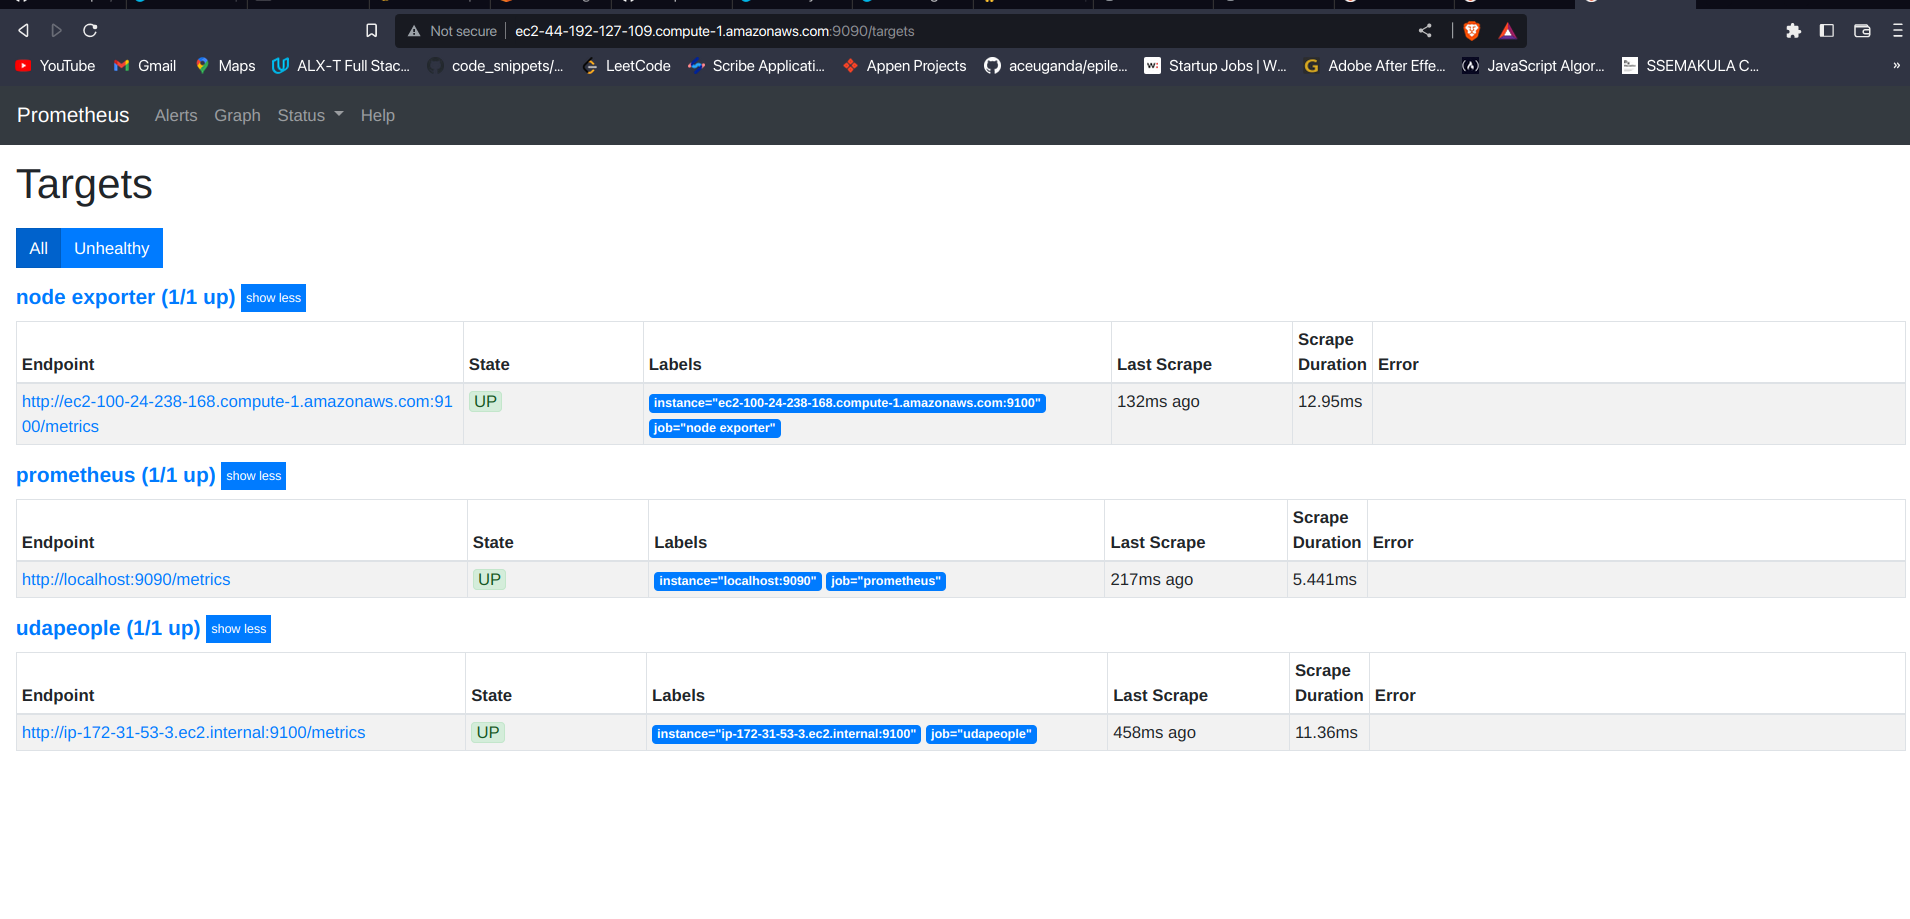 Not secure ec2-44-192-127-109.compute-1.amazonaws.com:9090/targets
YouTube Gmail Maps ALX-T Full Stac... code_snippets/... LeetCode Scribe Applicati... Appen Projects aceuganda/epile... Startup Jobs | W... Adobe After Effe... JavaScript Algor... SSEMAKULA C... »
Prometheus Alerts Graph Status Help
Targets
All Unhealthy
node exporter (1/1 up) show less
Endpoint State Labels Last Scrape Scrape Duration Error
http://ec2-100-24-238-168.compute-1.amazonaws.com:91
00/metrics
UP
instance="ec2-100-24-238-168.compute-1.amazonaws.com:9100"
job="node exporter"
132ms ago 12.95ms
prometheus (1/1 up) show less
Endpoint State Labels Last Scrape Scrape Duration Error
http://localhost:9090/metrics UP instance="localhost:9090" job="prometheus" 217ms ago 5.441ms
udapeople (1/1 up) show less
Endpoint State Labels Last Scrape Scrape Duration Error
http://ip-172-31-53-3.ec2.internal:9100/metrics UP instance="ip-172-31-53-3.ec2.internal:9100" job="udapeople" 458ms ago 11.36ms